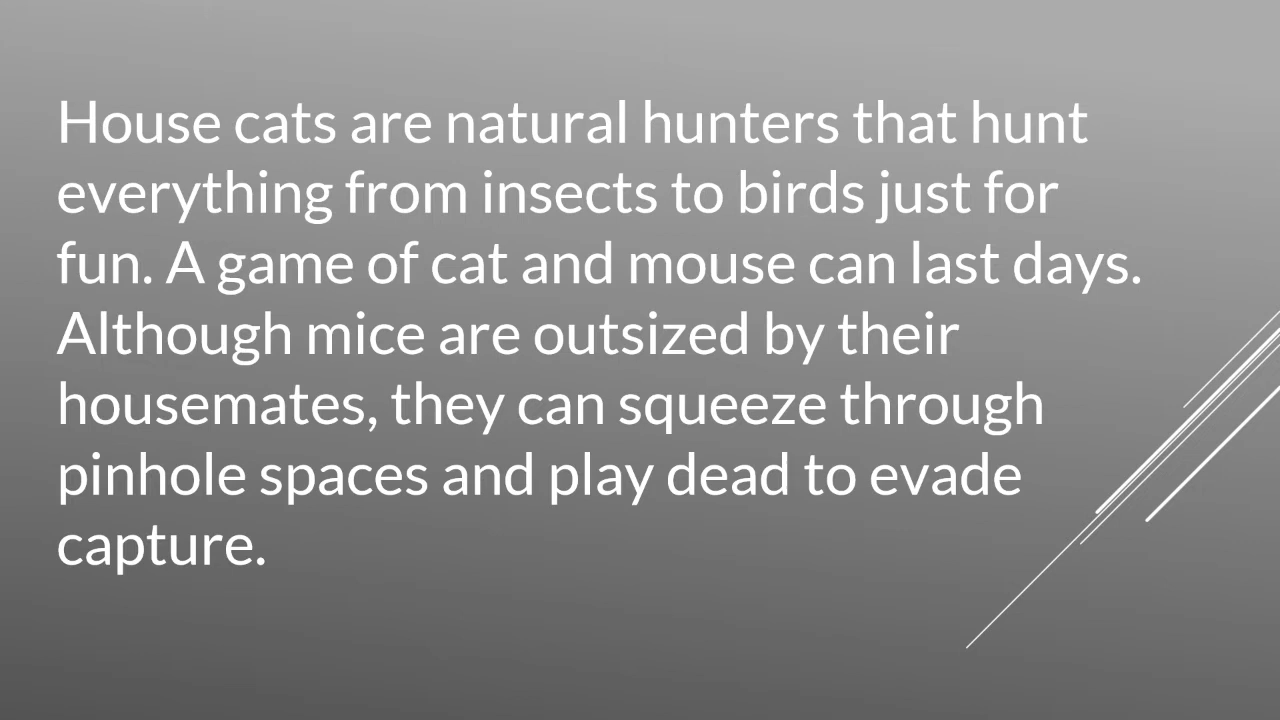 House cats are natural hunters that hunt
everything from insects to birds just for
fun. A game of cat and mouse can last days.
Although mice are outsized by their
housemates, they can squeeze through
pinhole spaces and play dead to evade
capture.